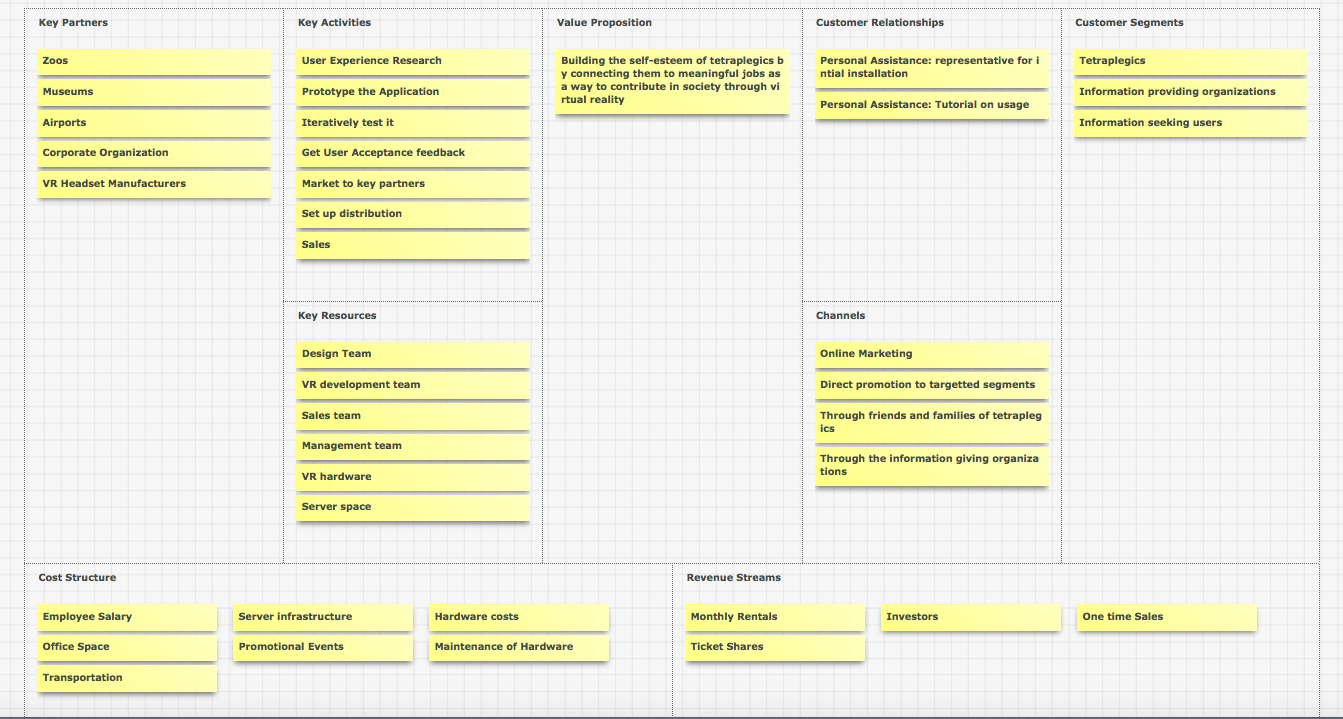 Key Partners
Zoos
Museums
Airports
Corporate Organization
VR Headset Manufacturers
Key Activities
User Experience Research
Prototype the Application
Iteratively test it
Get User Acceptance feedback
Market to key partners
Set up distribution
Sales
Key Resources
Design Team
VR development team
Sales team
Management team
VR hardware
Server space
Value Proposition
Building the self-esteem of tetraplegics b
y connecting them to meaningful jobs as
a way to contribute in society through vi
rtual reality
Customer Relationships
Personal Assistance: representative for i
ntial installation
Personal Assistance: Tutorial on usage
Channels
Online Marketing
Direct promotion to targetted segments
Through friends and families of tetrapleg
ics
Through the information giving organiza
tions
Customer Segments
Tetraplegics
Information providing organizations
Information seeking users
Cost Structure
Employee Salary
Server infrastructure
Hardware costs
Office Space
Promotional Events
Maintenance of Hardware
Transportation
Revenue Streams
Monthly Rentals
Investors
One time Sales
Ticket Shares